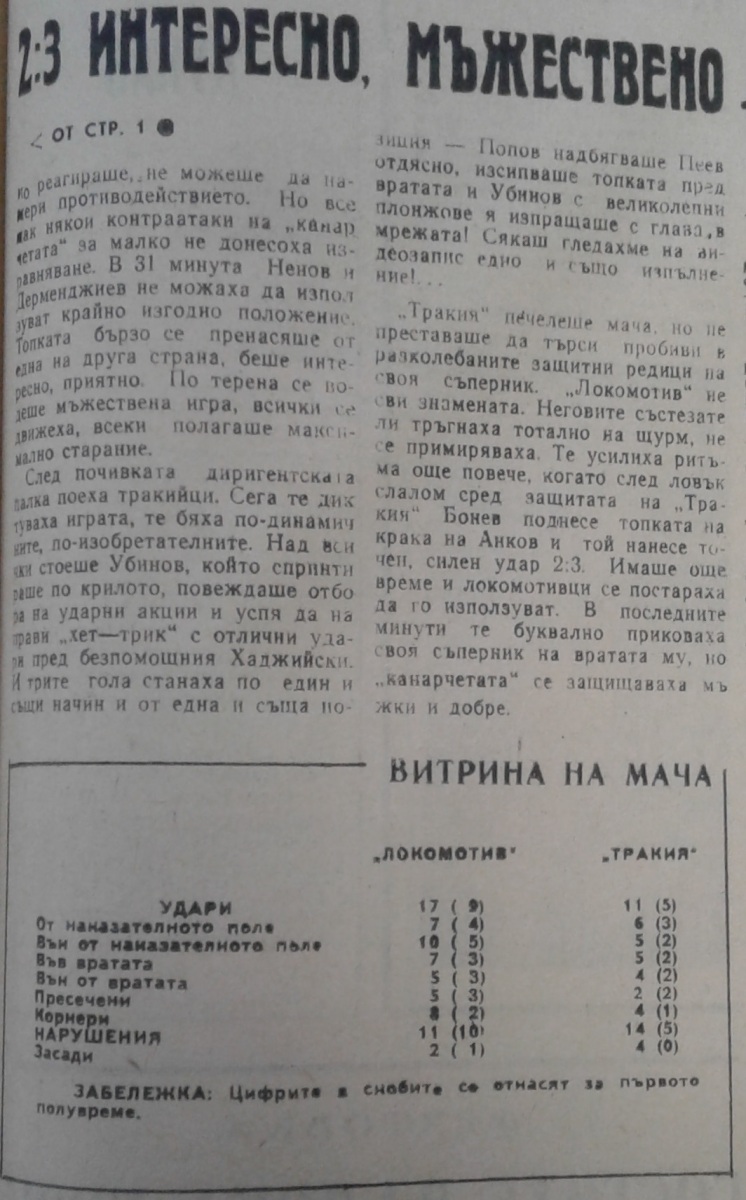 2:3 ИНТЕРЕСНО, МЪЖЕСТВЕНО
ОТ СТР. 1 ●
но реагираше, не можеше да на-
мери противодействието. Но все
пак някои контраатаки на „канар
четата“ за малко не донесоха из-
равняване. В 31 минута Ненов и
Дерменджиев не можаха да изпол
зуват крайно изгодно положение.
Топката бързо се пренасяше от
една на друга страна, беше инте-
ресно, приятно. По терена се во-
деше мъжествена игра, всички се
движеха, всеки полагаше макси-
мално старание.
След почивката диригентската
палка поеха тракийци. Сега те дик
туваха играта, те бяха по-динамич
ните, по-изобретателните. Над вси
чки стоеше Убинов, който спринти
раше по крилото, повеждаше отбо
ра на ударни акции и успя да на
прави „хет—трик“ с отлични уда-
ри пред безпомощния Хаджийски.
И трите гола станаха по един и
същи начин и от една и съща по-
зиция — Попов надбягваше Пеев
отдясно, изсипваше топката пред
вратата и Убинов с великолепни
плонжове я изпращаше с глава в
мрежата! Сякаш гледахме на ви-
деозапис едно и също изпълне-
ние!...
„Тракия“ печелеше мача, но не
преставаше да търси пробиви в
разколебаните защитни редици на
своя съперник. „Локомотив“ не
сви знамената. Неговите състезате
ли тръгнаха тотално на щурм, не
се примиряваха. Те усилиха ритъ-
ма още повече, когато след ловък
слалом сред защитата на „Тра-
кия“ Бонев поднесе топката на
крака на Анков и той нанесе то-
чен, силен удар 2:3. Имаше още
време и локомотивци се постараха
да го използуват. В последните
минути те буквално приковаха
своя съперник на вратата му, но
„канарчетата“ се защищаваха мъ
жки и добре.
ВИТРИНА НА МАЧА
„ЛОКОМОТИВ“ „ТРАКИЯ“
УДАРИ 17 ( 9) 11 (5)
От наказателното поле 7 ( 4) 6 (3)
Вън от наказателното поле 10 ( 5) 5 (2)
Във вратата 7 ( 3) 5 (2)
Вън от вратата 5 ( 3) 4 (2)
Пресечени 5 ( 3) 2 (2)
Корнери 8 ( 2) 4 (1)
НАРУШЕНИЯ 11 (10) 14 (5)
Засади 2 ( 1) 4 (0)
ЗАБЕЛЕЖКА: Цифрите в скобите се отнасят за първото
полувреме.